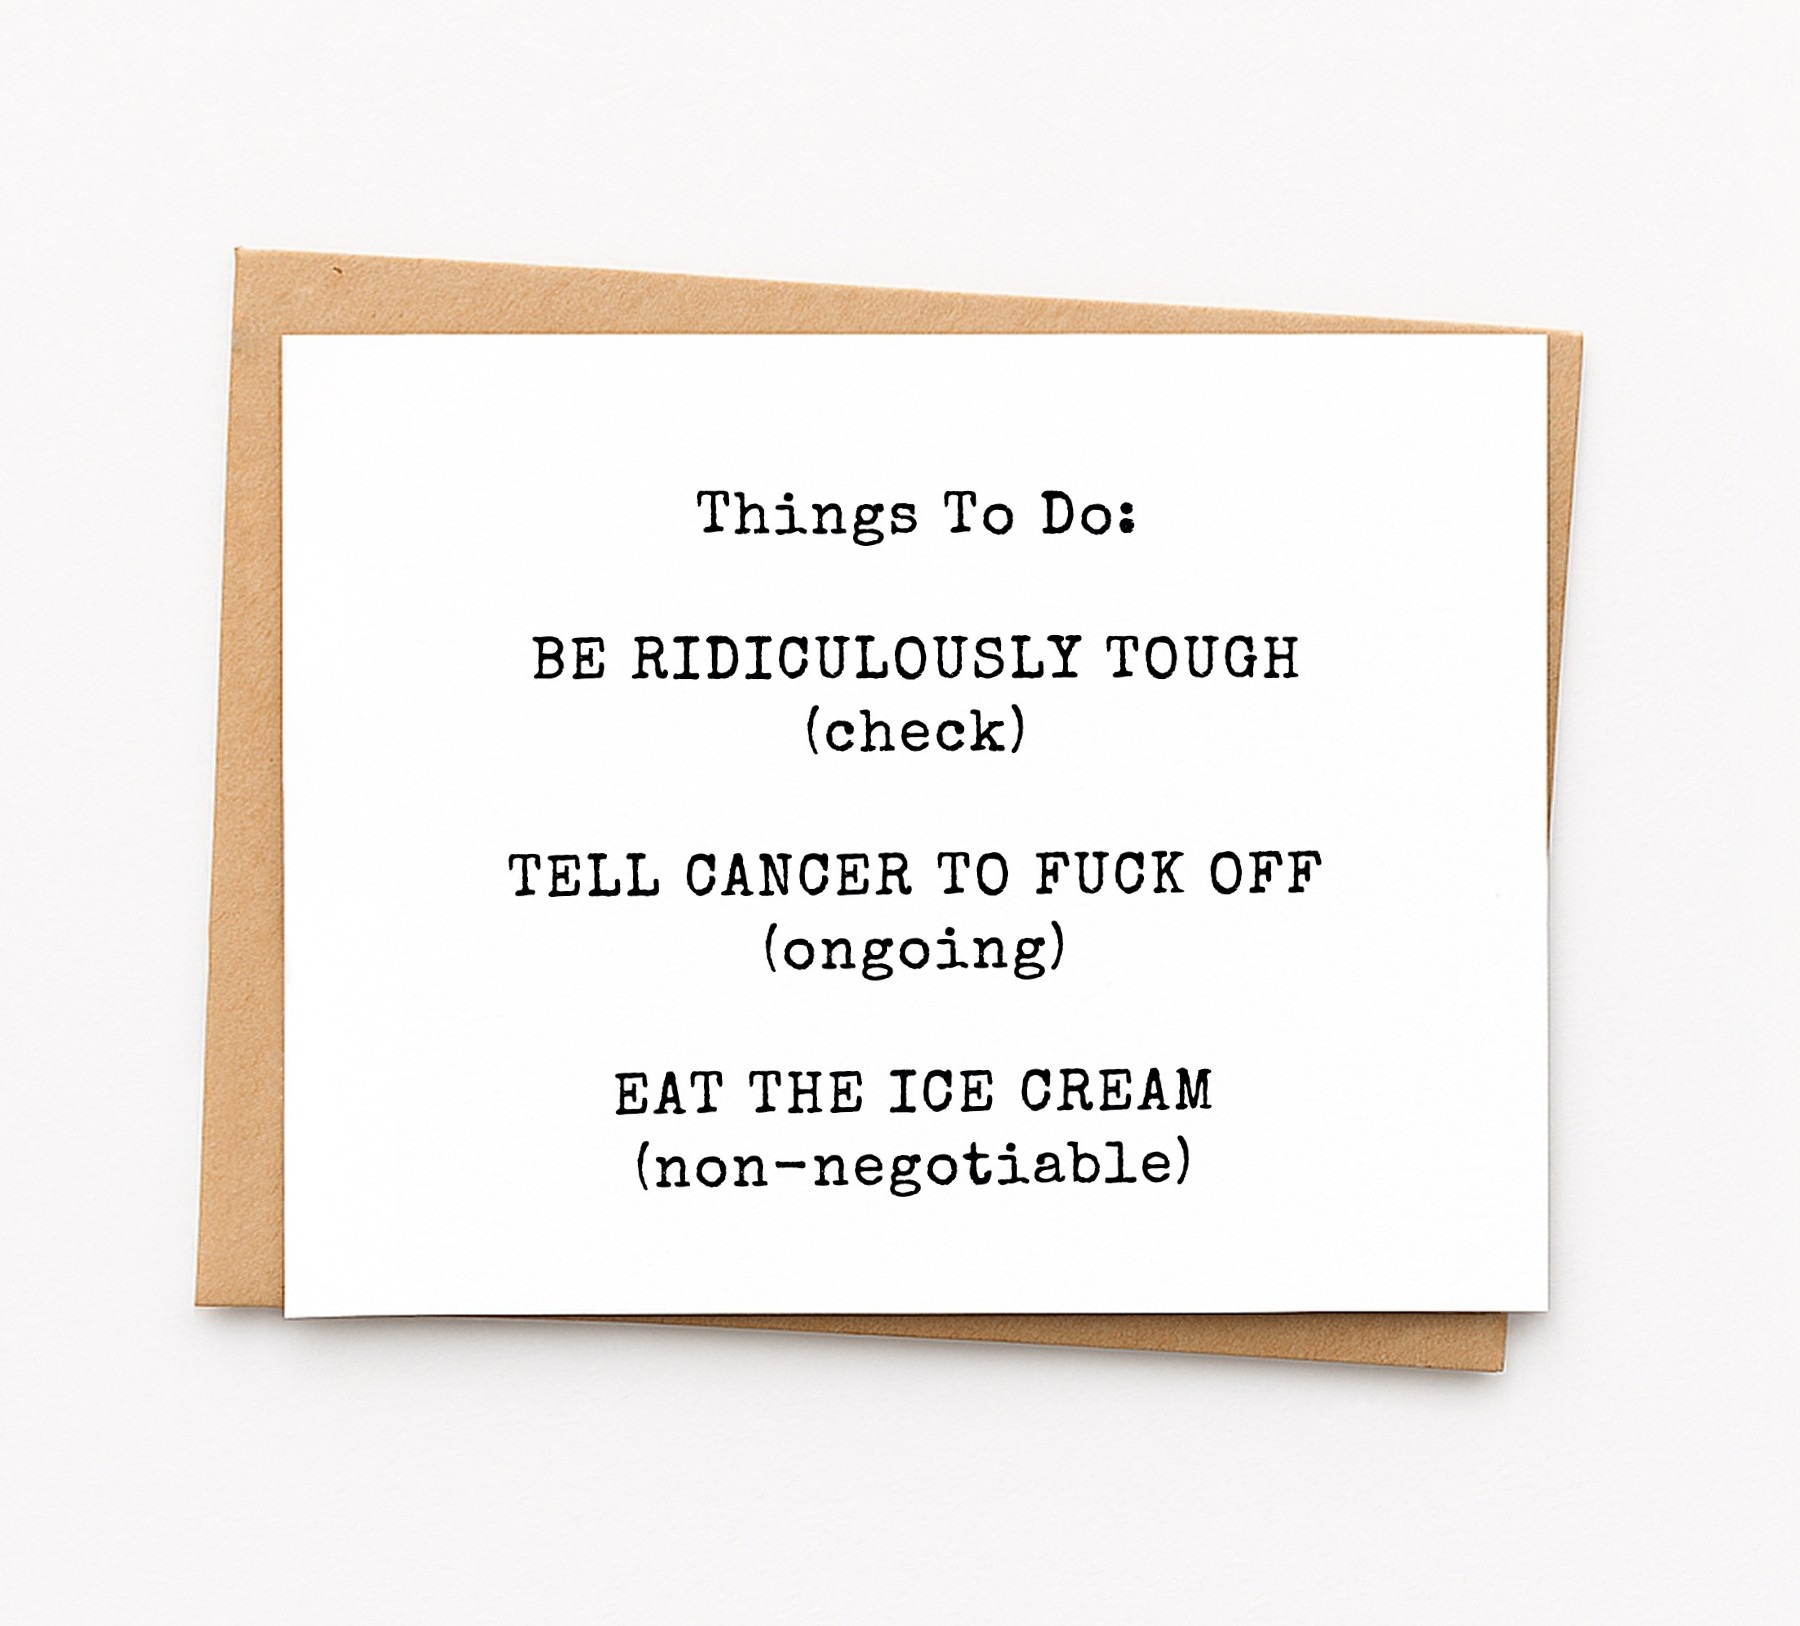 Things To Do:
BE RIDICULOUSLY TOUGH
(check)
TELL CANCER TO FUCK OFF
(ongoing)
EAT THE ICE CREAM
(non-negotiable)